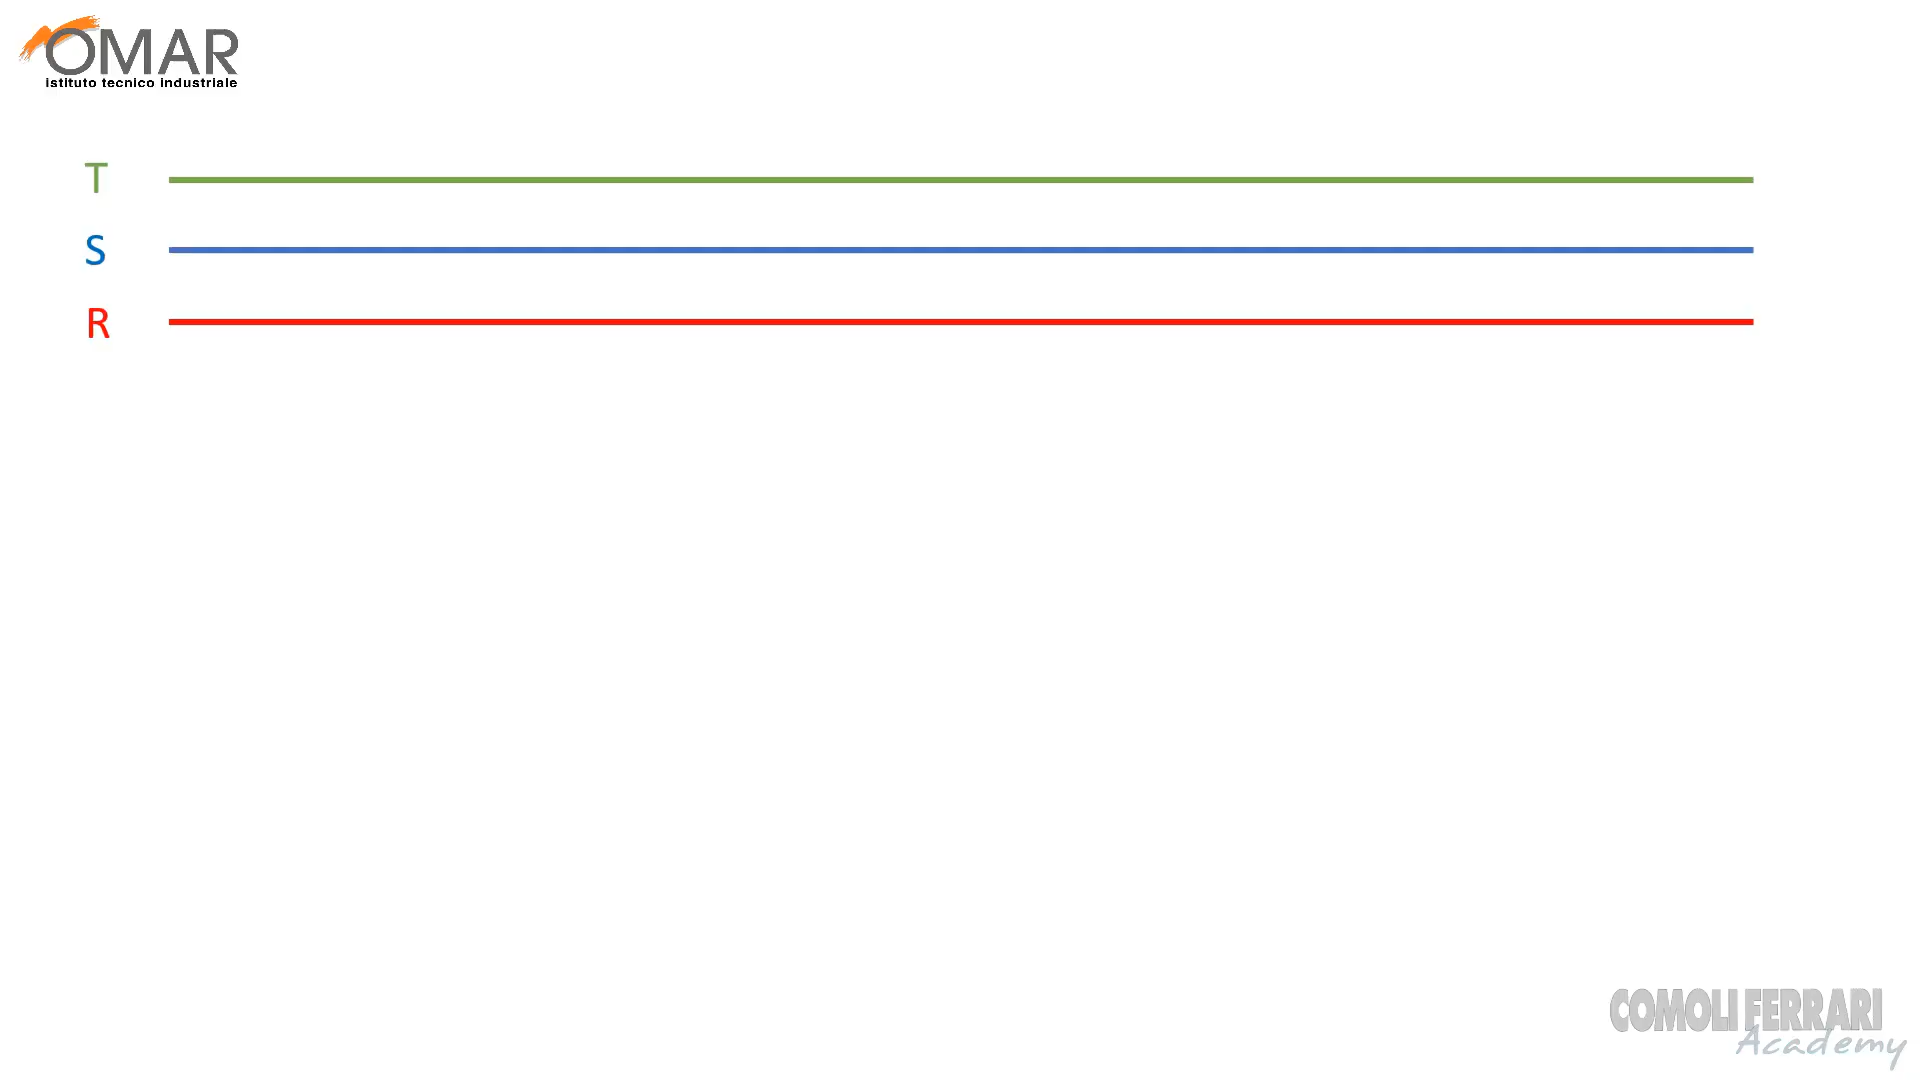 OMAR
istituto tecnico industriale
T
S
R
COMOLI FERRARI
Academy